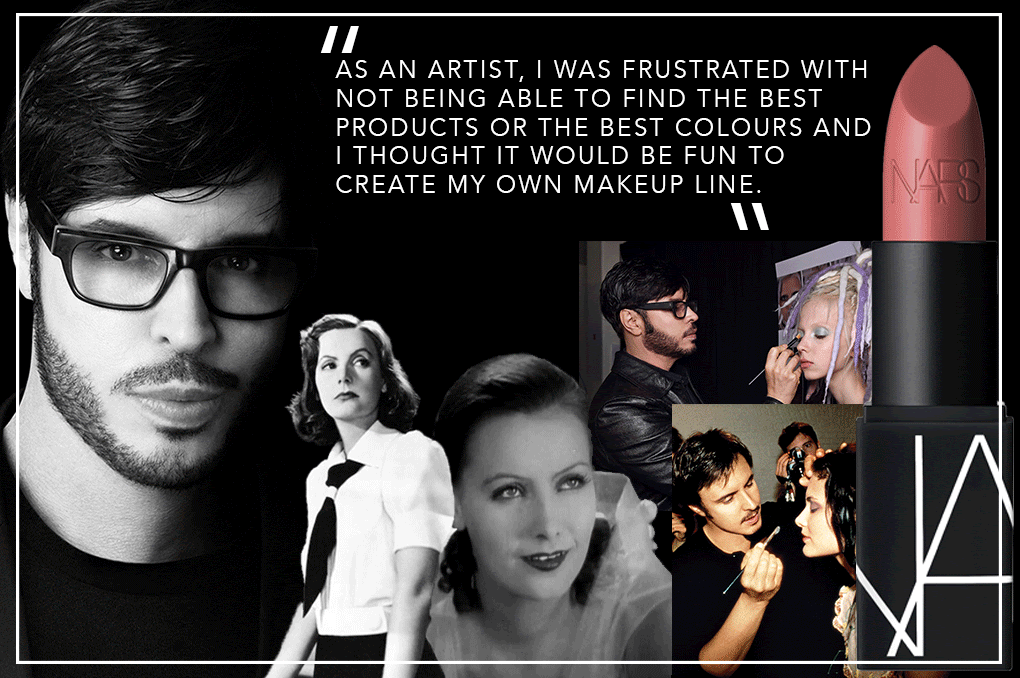 AS AN ARTIST, I WAS FRUSTRATED WITH
NOT BEING ABLE TO FIND THE BEST
PRODUCTS OR THE BEST COLOURS AND
I THOUGHT IT WOULD BE FUN TO
CREATE MY OWN MAKEUP LINE.
NARS
NA